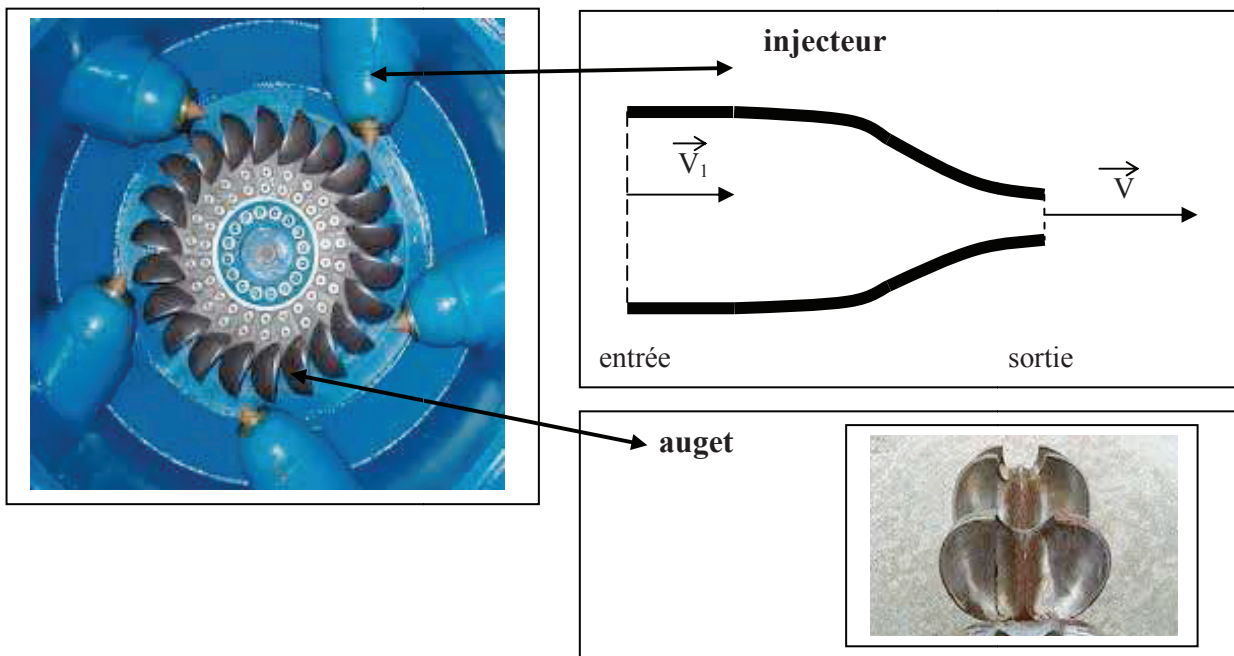 injecteur
V₁
V
entrée
sortie
auget